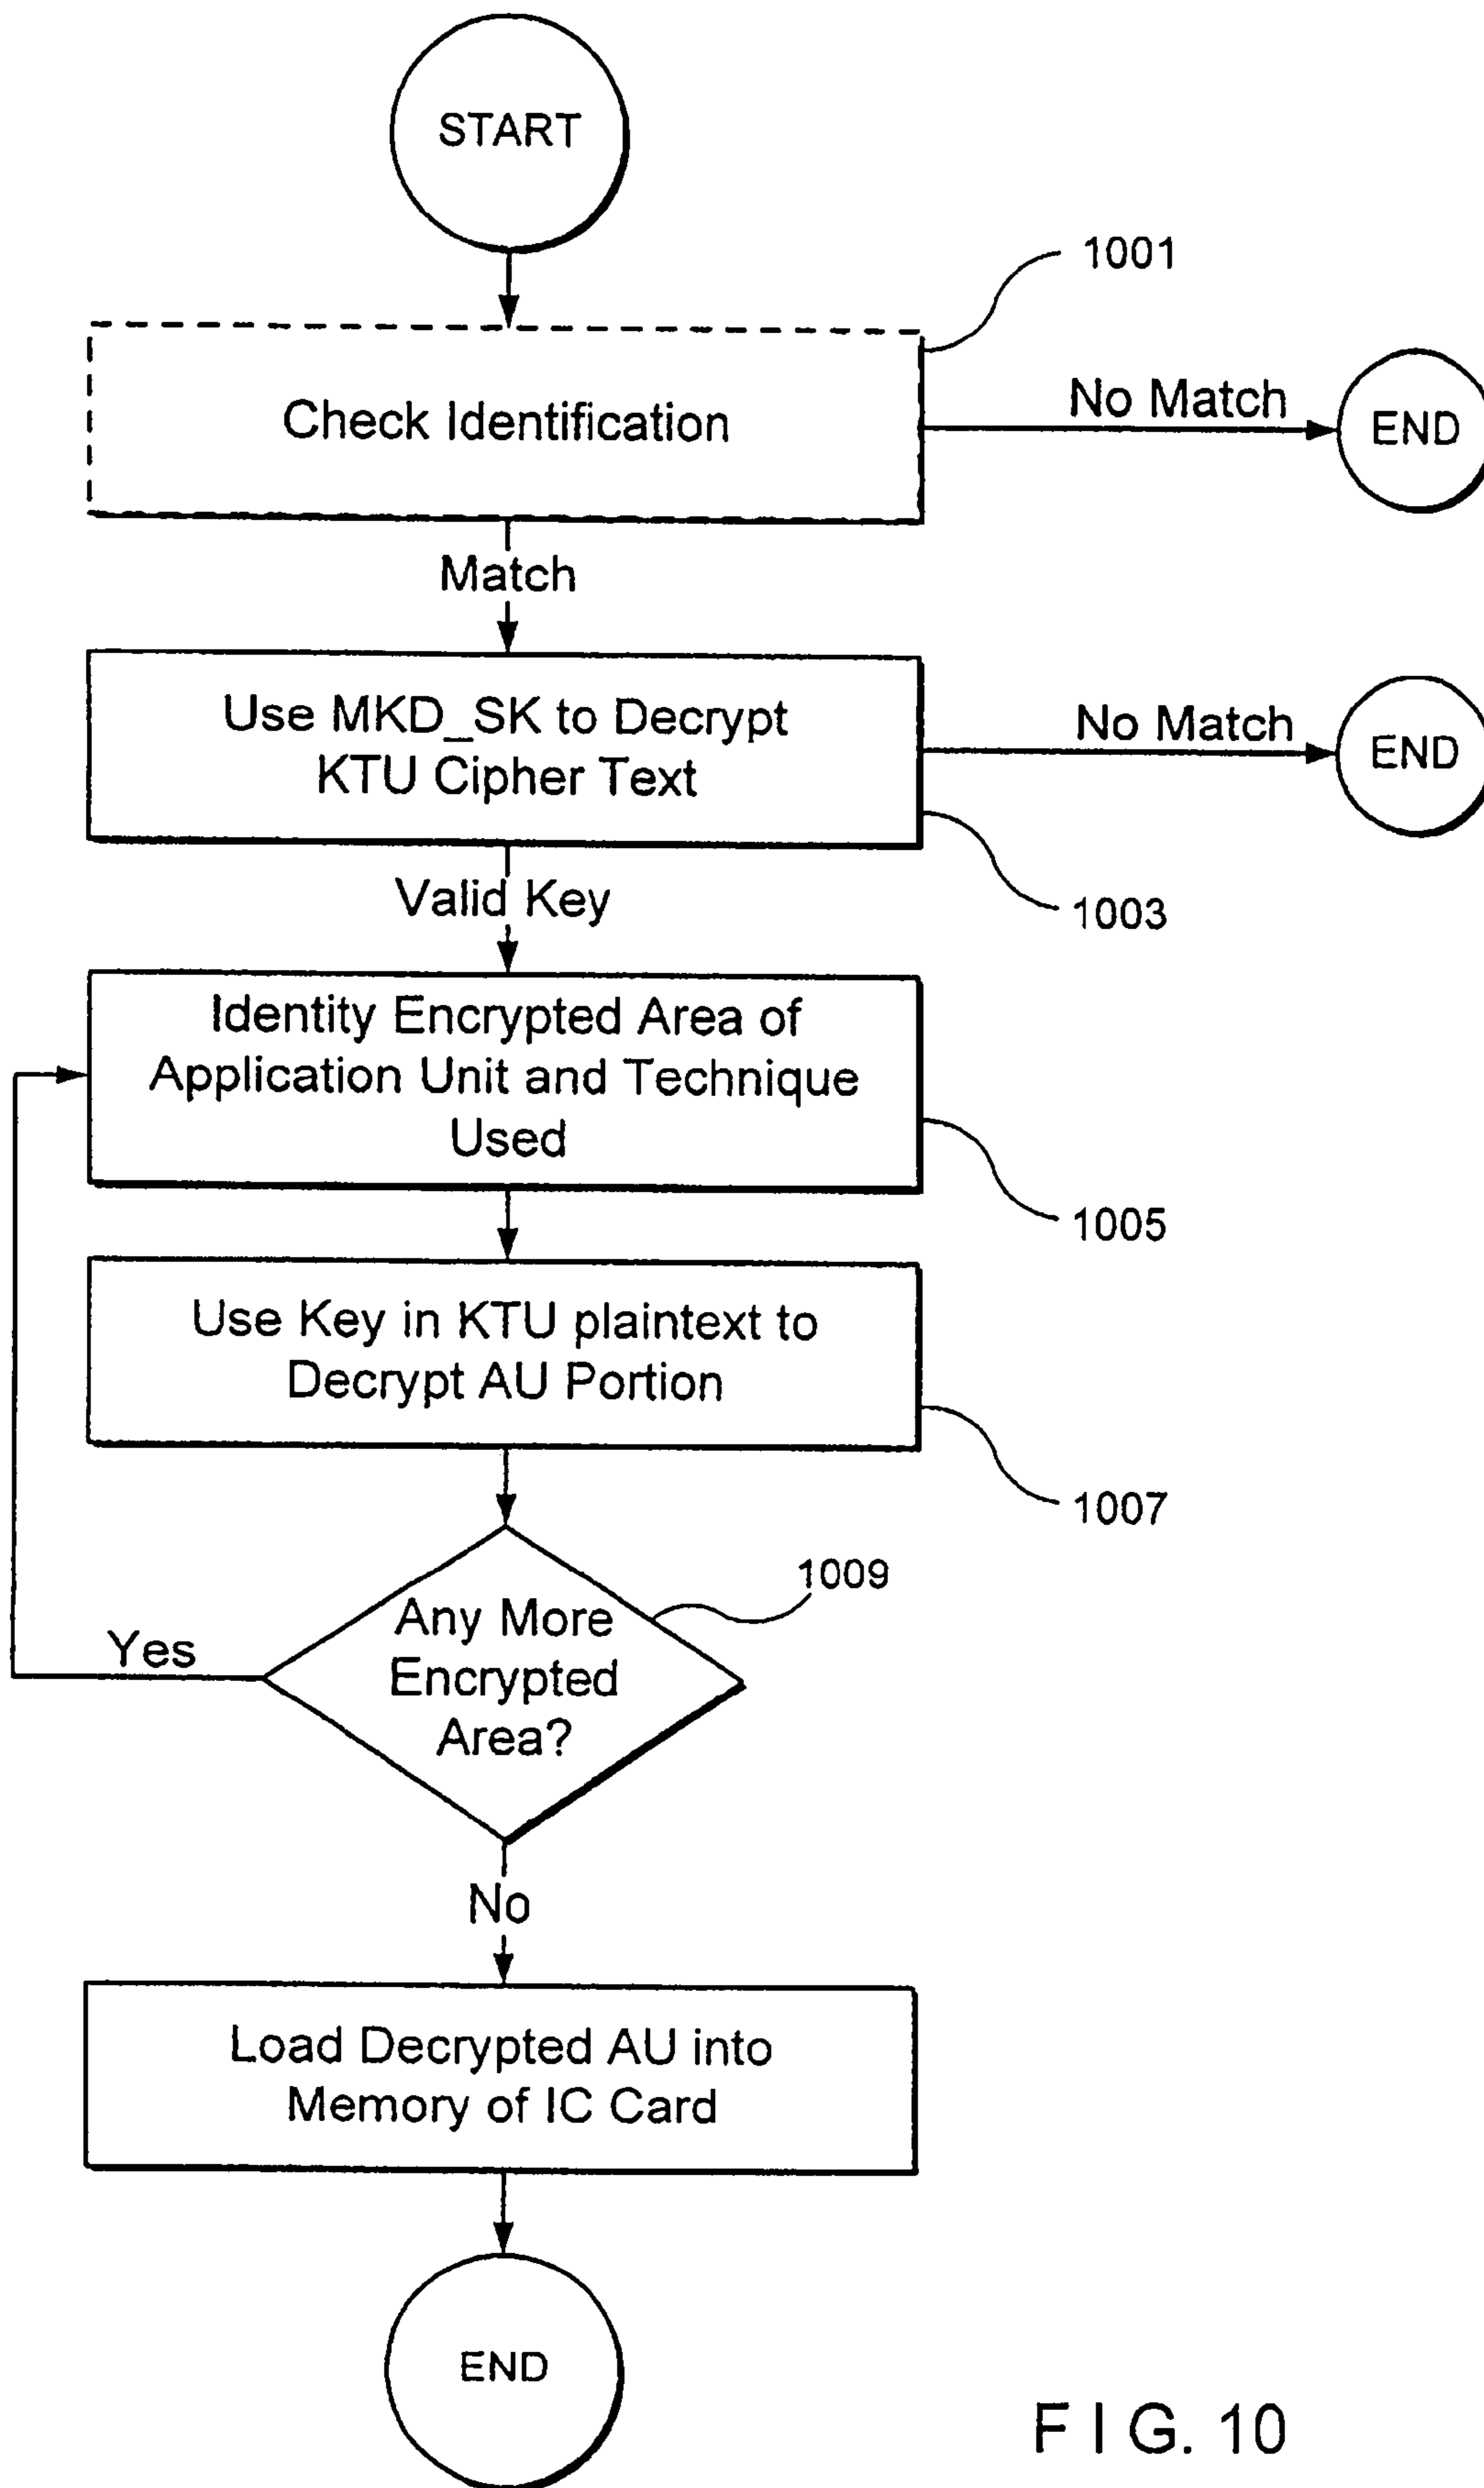 START
1001
Check Identification
No Match
END
Match
Use MKD_SK to Decrypt
KTU Cipher Text
No Match
END
1003
Valid Key
Identity Encrypted Area of
Application Unit and Technique
Used
1005
Use Key in KTU plaintext to
Decrypt AU Portion
1007
1009
Any More
Encrypted
Area?
Yes
No
Load Decrypted AU into
Memory of IC Card
END
FIG. 10